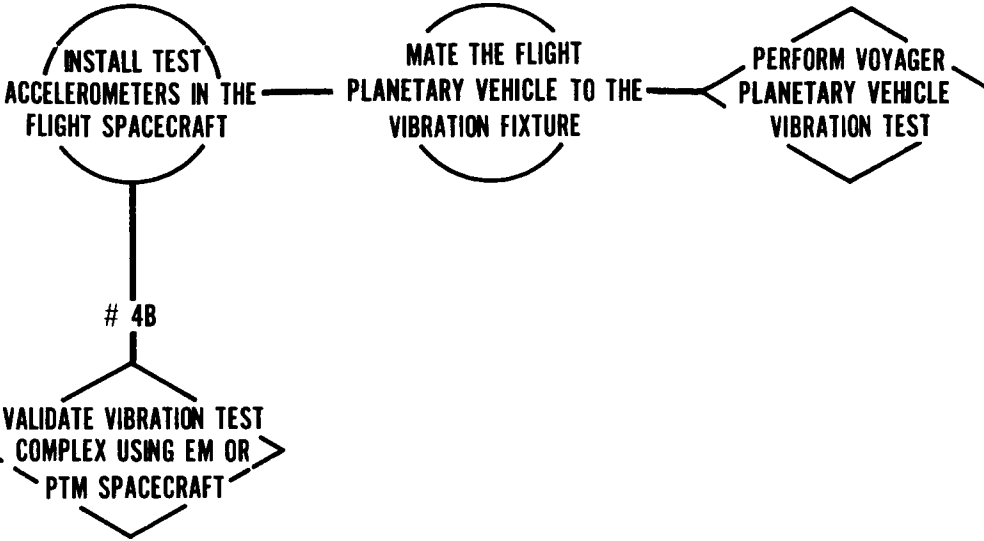 INSTALL TEST
ACCELEROMETERS IN THE
FLIGHT SPACECRAFT
MATE THE FLIGHT
PLANETARY VEHICLE TO THE
VIBRATION FIXTURE
PERFORM VOYAGER
PLANETARY VEHICLE
VIBRATION TEST
# 4B
VALIDATE VIBRATION TEST
COMPLEX USING EM OR
PTM SPACECRAFT